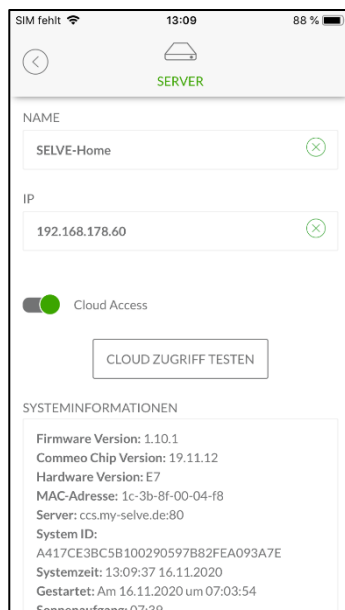 SIM fehlt 13:09 88 %
SERVER
NAME
SELVE-Home
IP
192.168.178.60
Cloud Access
CLOUD ZUGRIFF TESTEN
SYSTEMINFORMATIONEN
Firmware Version: 1.10.1
Commeo Chip Version: 19.11.12
Hardware Version: E7
MAC-Adresse: 1c-3b-8f-00-04-f8
Server: ccs.my-selve.de:80
System ID:
A417CE3BC5B100290597B82FEA093A7E
Systemzeit: 13:09:37 16.11.2020
Gestartet: Am 16.11.2020 um 07:03:54
Sonnenaufgang: 07:39